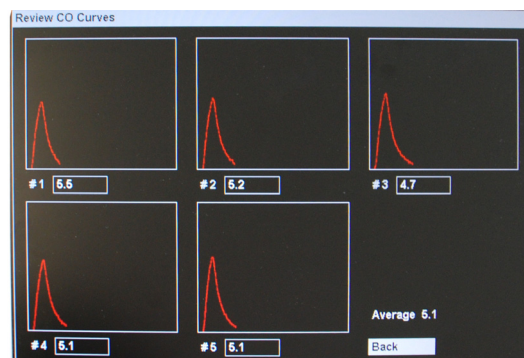 Review CO Curves
#1 5.5
#2 5.2
#3 4.7
#4 5.1
#5 5.1
Average 5.1
Back